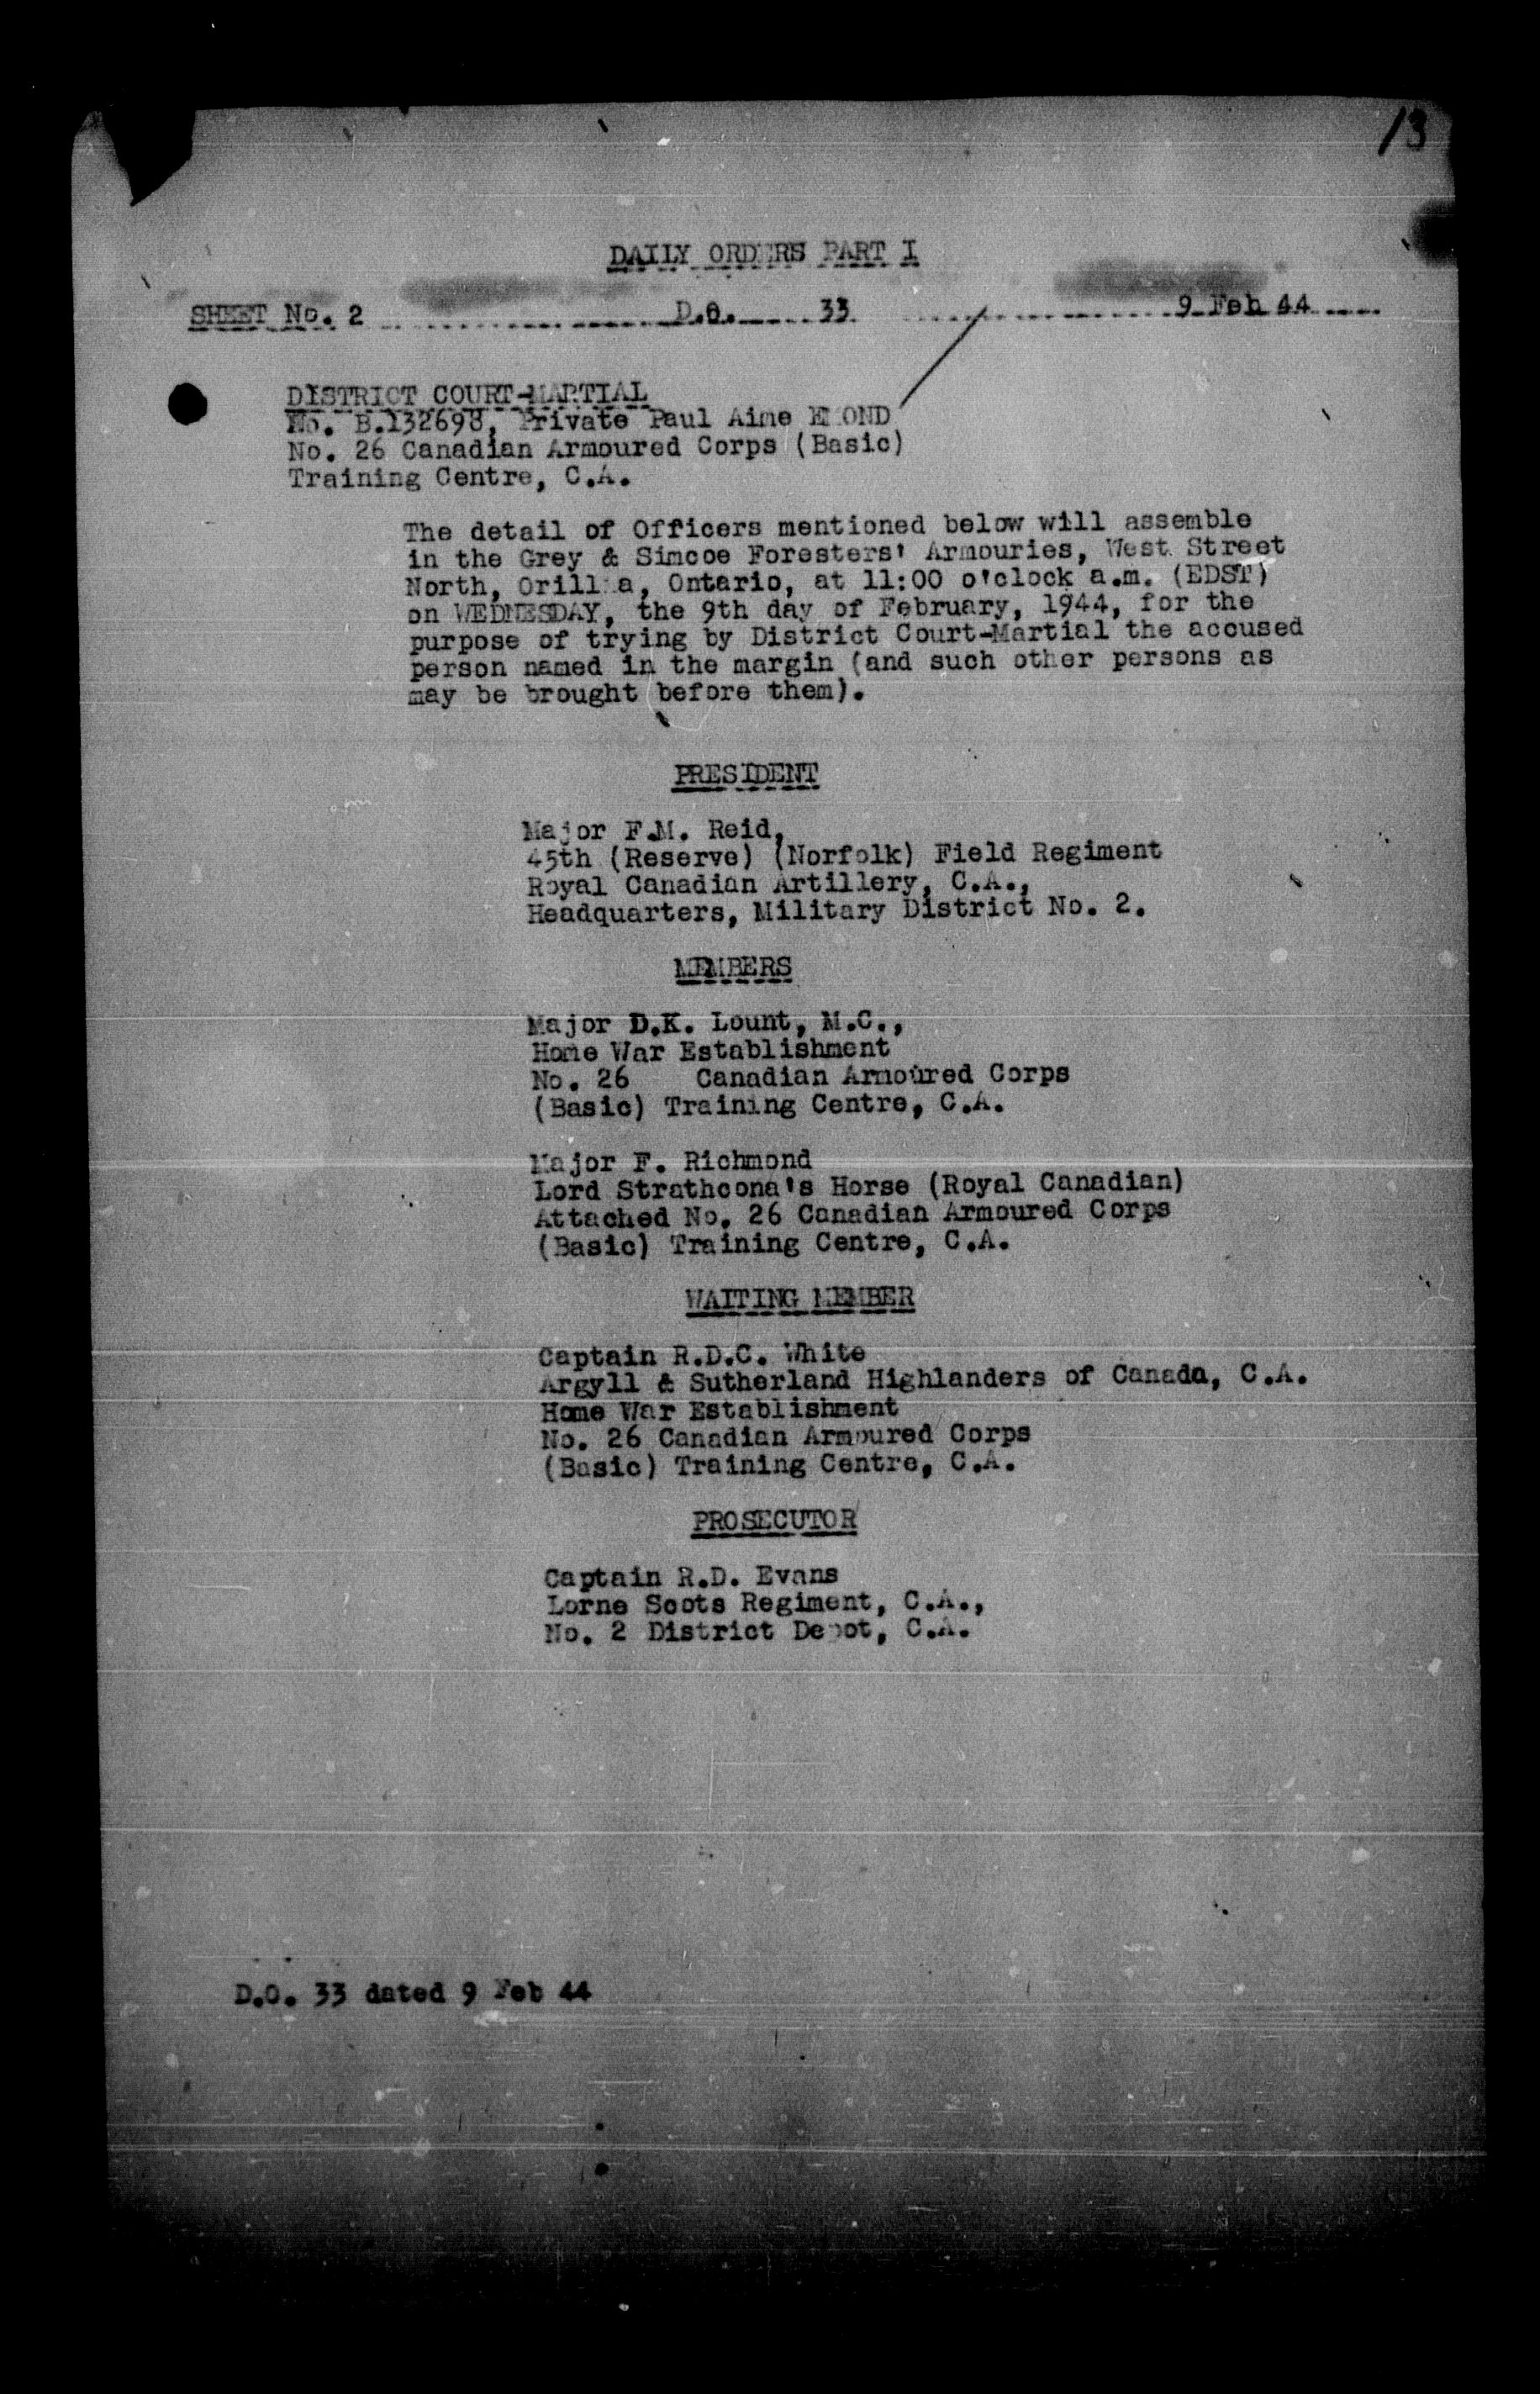 13
DAILY ORDERS PART I
SHEET No. 2 D.O. 33 9 Feb 44
DISTRICT COURT-MARTIAL
No. B.132698, Private Paul Aime
No. 26 Canadian Armoured Corps (Basic)
Training Centre, C.A.
The detail of Officers mentioned below will assemble
in the Grey & Simcoe Foresters' Armouries, West Street
North, Orillia, Ontario, at 11:00 o'clock a.m. (EDST)
on WEDNESDAY, the 9th day of February, 1944, for the
purpose of trying by District Court-Martial the accused
person named in the margin (and such other persons as
may be brought before them).
PRESIDENT
Major F.M. Reid,
45th (Reserve) (Norfolk) Field Regiment
Royal Canadian Artillery, C.A.,
Headquarters, Military District No. 2.
MEMBERS
Major D.K. Lount, M.C.,
Home War Establishment
No. 26 Canadian Armoured Corps
(Basic) Training Centre, C.A.
Major F. Richmond
Lord Strathcona's Horse (Royal Canadian)
Attached No. 26 Canadian Armoured Corps
(Basic) Training Centre, C.A.
WAITING MEMBER
Captain R.D.C. White
Argyll & Sutherland Highlanders of Canada, C.A.
Home War Establishment
No. 26 Canadian Armoured Corps
(Basic) Training Centre, C.A.
PROSECUTOR
Captain R.D. Evans
Lorne Scots Regiment, C.A.,
No. 2 District Depot, C.A.
D.O. 33 dated 9 Feb 44